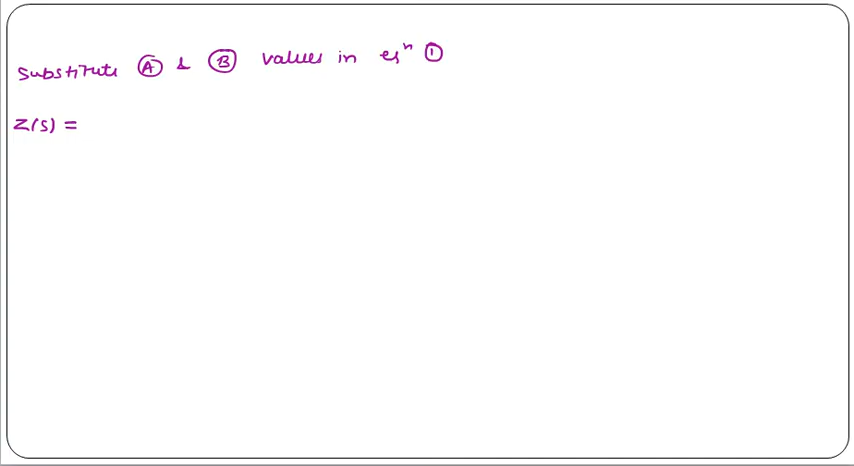 Substitute Ⓐ & Ⓑ values in eqⁿ ①
Z(s) =